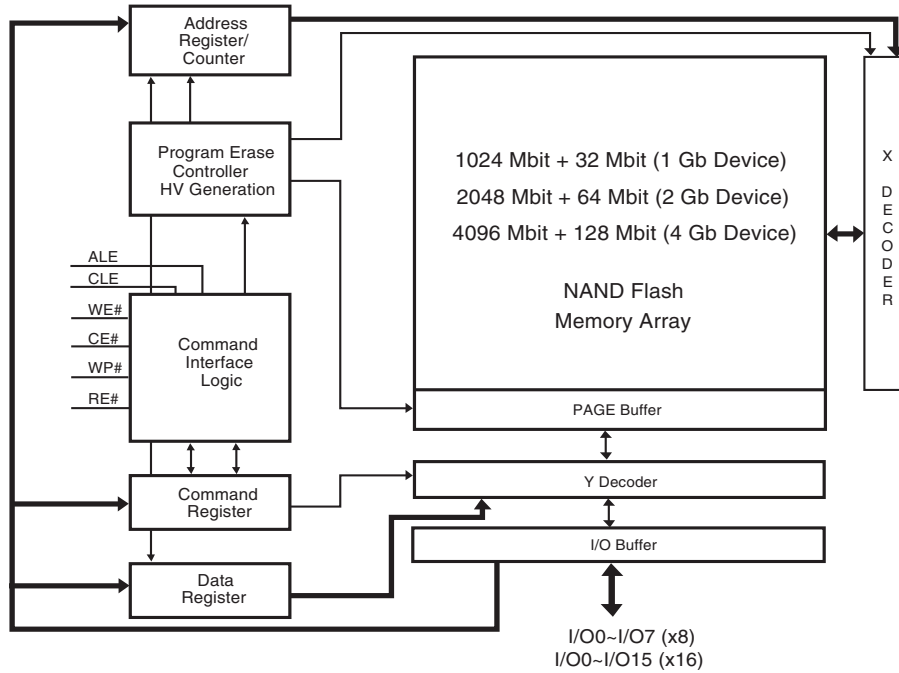 Address
Register/
Counter
Program Erase
Controller
HV Generation
ALE
CLE
WE#
CE#
WP#
RE#
Command
Interface
Logic
Command
Register
Data
Register
1024 Mbit + 32 Mbit (1 Gb Device)
2048 Mbit + 64 Mbit (2 Gb Device)
4096 Mbit + 128 Mbit (4 Gb Device)
NAND Flash
Memory Array
PAGE Buffer
Y Decoder
I/O Buffer
I/O0~I/O7 (x8)
I/O0~I/O15 (x16)
X DECODER